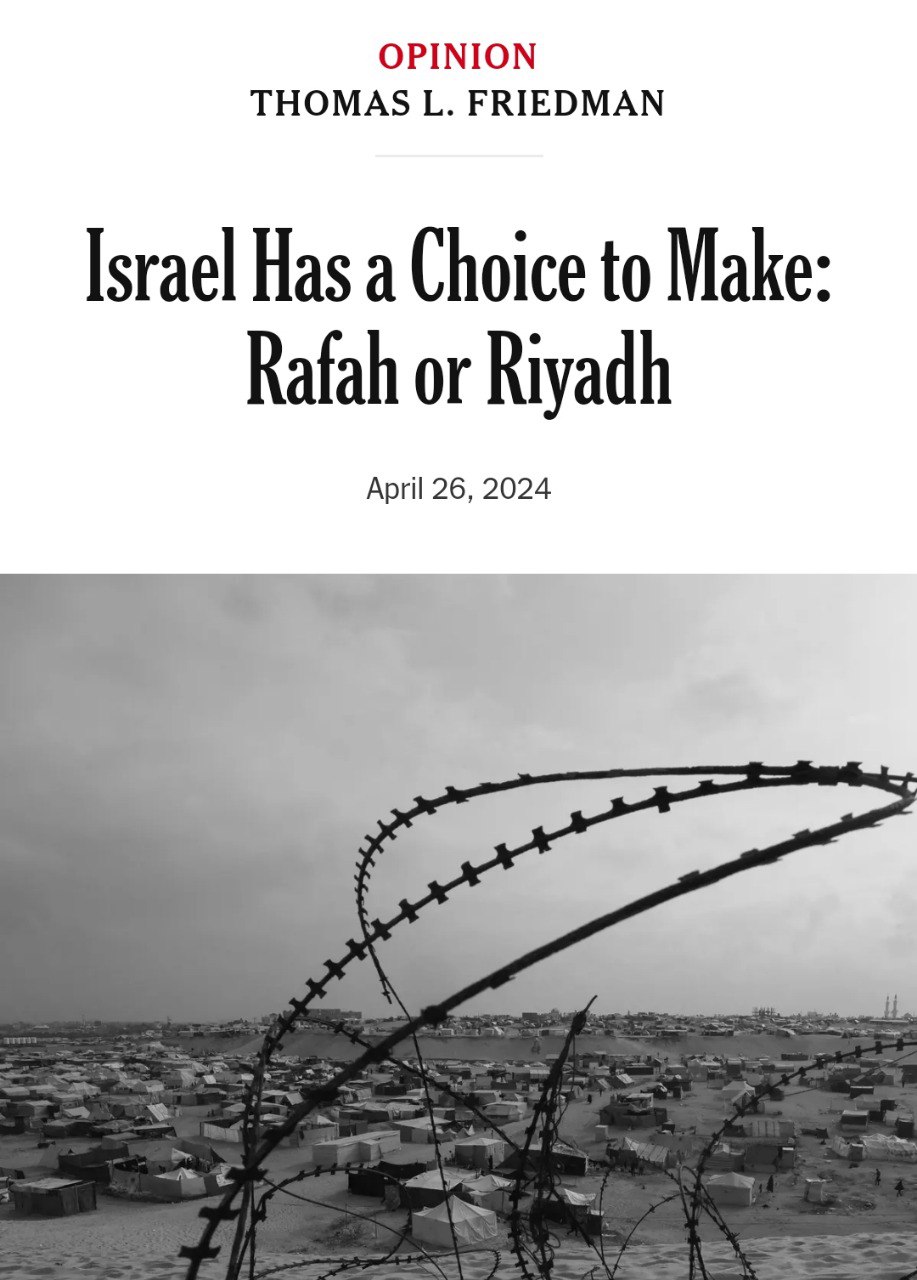 OPINION
THOMAS L. FRIEDMAN
Israel Has a Choice to Make:
Rafah or Riyadh
April 26, 2024